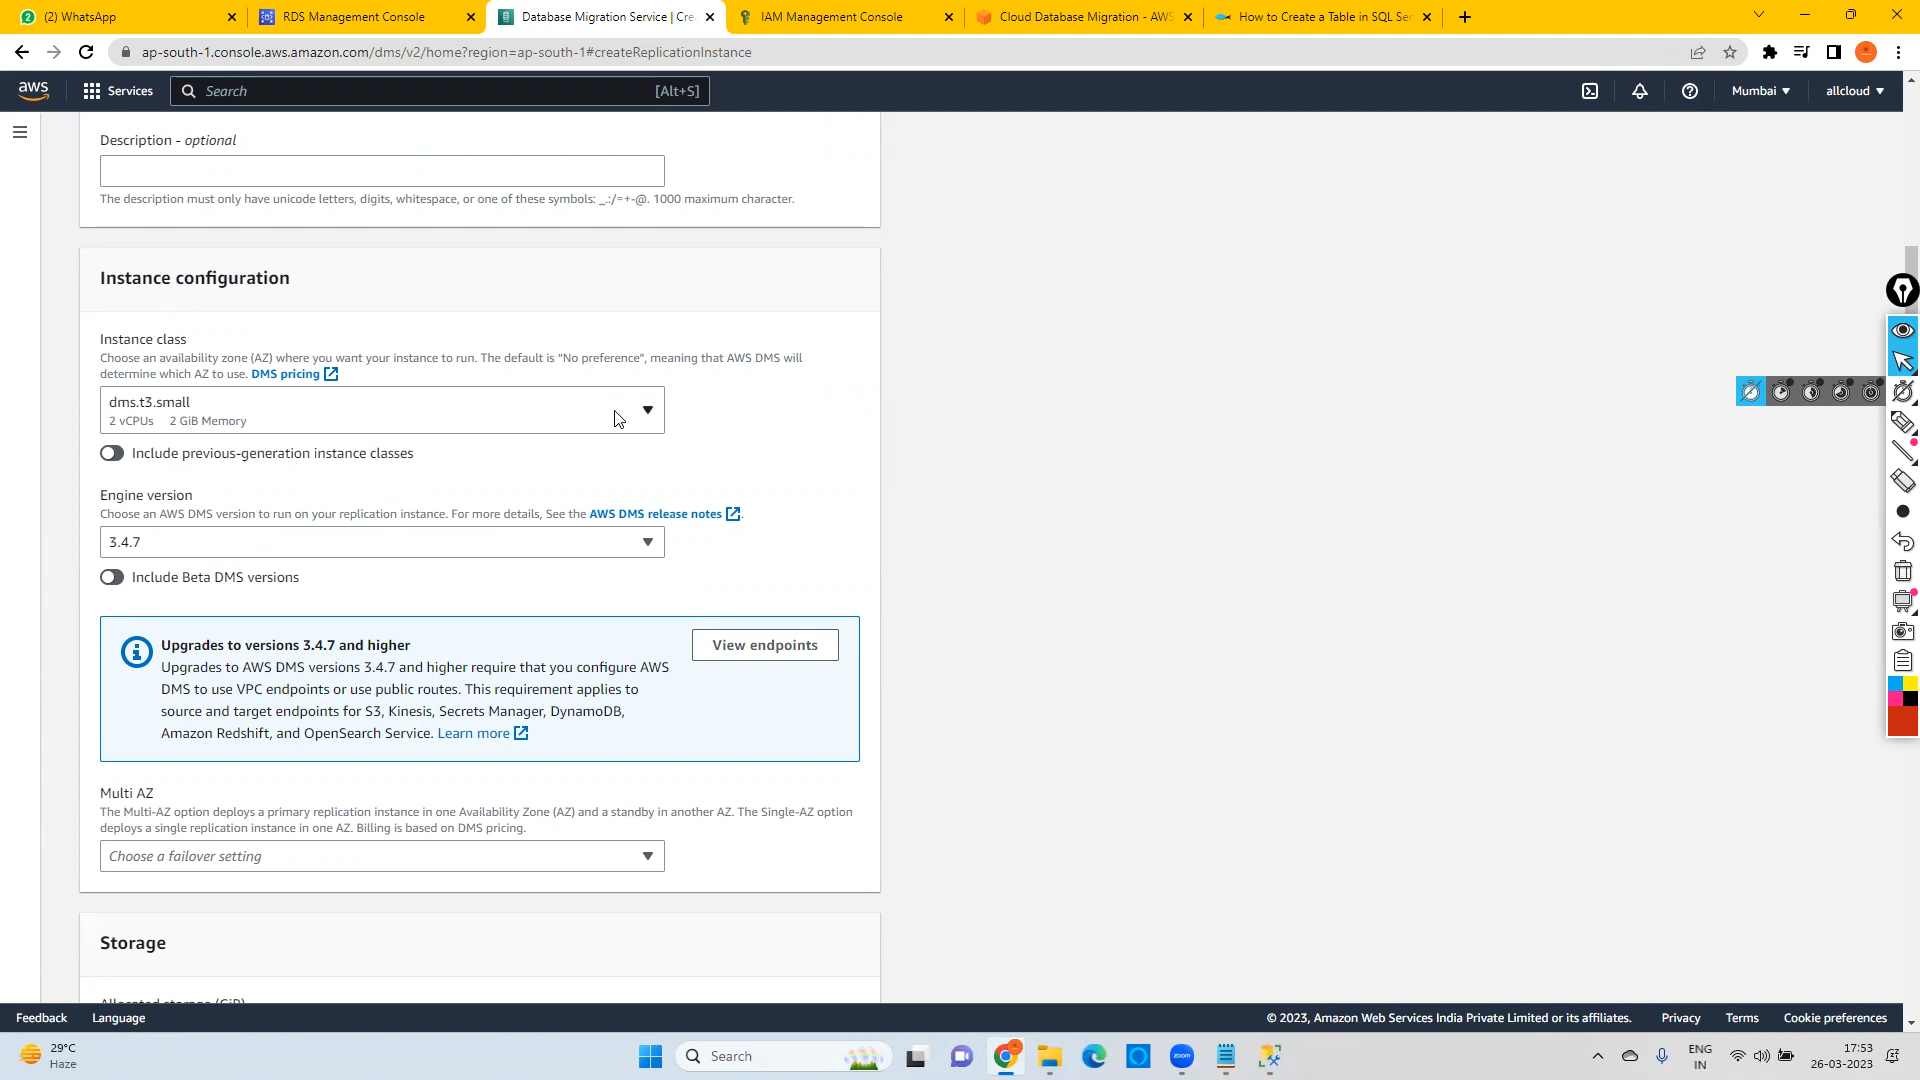 (2) WhatsApp
RDS Management Console
Database Migration Service | Cre
IAM Management Console
Cloud Database Migration - AWS
How to Create a Table in SQL Ser
ap-south-1.console.aws.amazon.com/dms/v2/home?region=ap-south-1#createReplicationInstance
aws
Services
Search
[Alt+S]
Mumbai
allcloud
Description - optional
The description must only have unicode letters, digits, whitespace, or one of these symbols: _.:/=+-@. 1000 maximum character.
Instance configuration
Instance class
Choose an availability zone (AZ) where you want your instance to run. The default is “No preference”, meaning that AWS DMS will
determine which AZ to use. DMS pricing
dms.t3.small
2 vCPUs 2 GiB Memory
Include previous-generation instance classes
Engine version
Choose an AWS DMS version to run on your replication instance. For more details, See the AWS DMS release notes.
3.4.7
Include Beta DMS versions
Upgrades to versions 3.4.7 and higher
View endpoints
Upgrades to AWS DMS versions 3.4.7 and higher require that you configure AWS
DMS to use VPC endpoints or use public routes. This requirement applies to
source and target endpoints for S3, Kinesis, Secrets Manager, DynamoDB,
Amazon Redshift, and OpenSearch Service. Learn more
Multi AZ
The Multi-AZ option deploys a primary replication instance in one Availability Zone (AZ) and a standby in another AZ. The Single-AZ option
deploys a single replication instance in one AZ. Billing is based on DMS pricing.
Choose a failover setting
Storage
Allocated storage (GiB)
Feedback
Language
© 2023, Amazon Web Services India Private Limited or its affiliates.
Privacy
Terms
Cookie preferences
29°C
Haze
Search
zoom
ENG
IN
17:53
26-03-2023